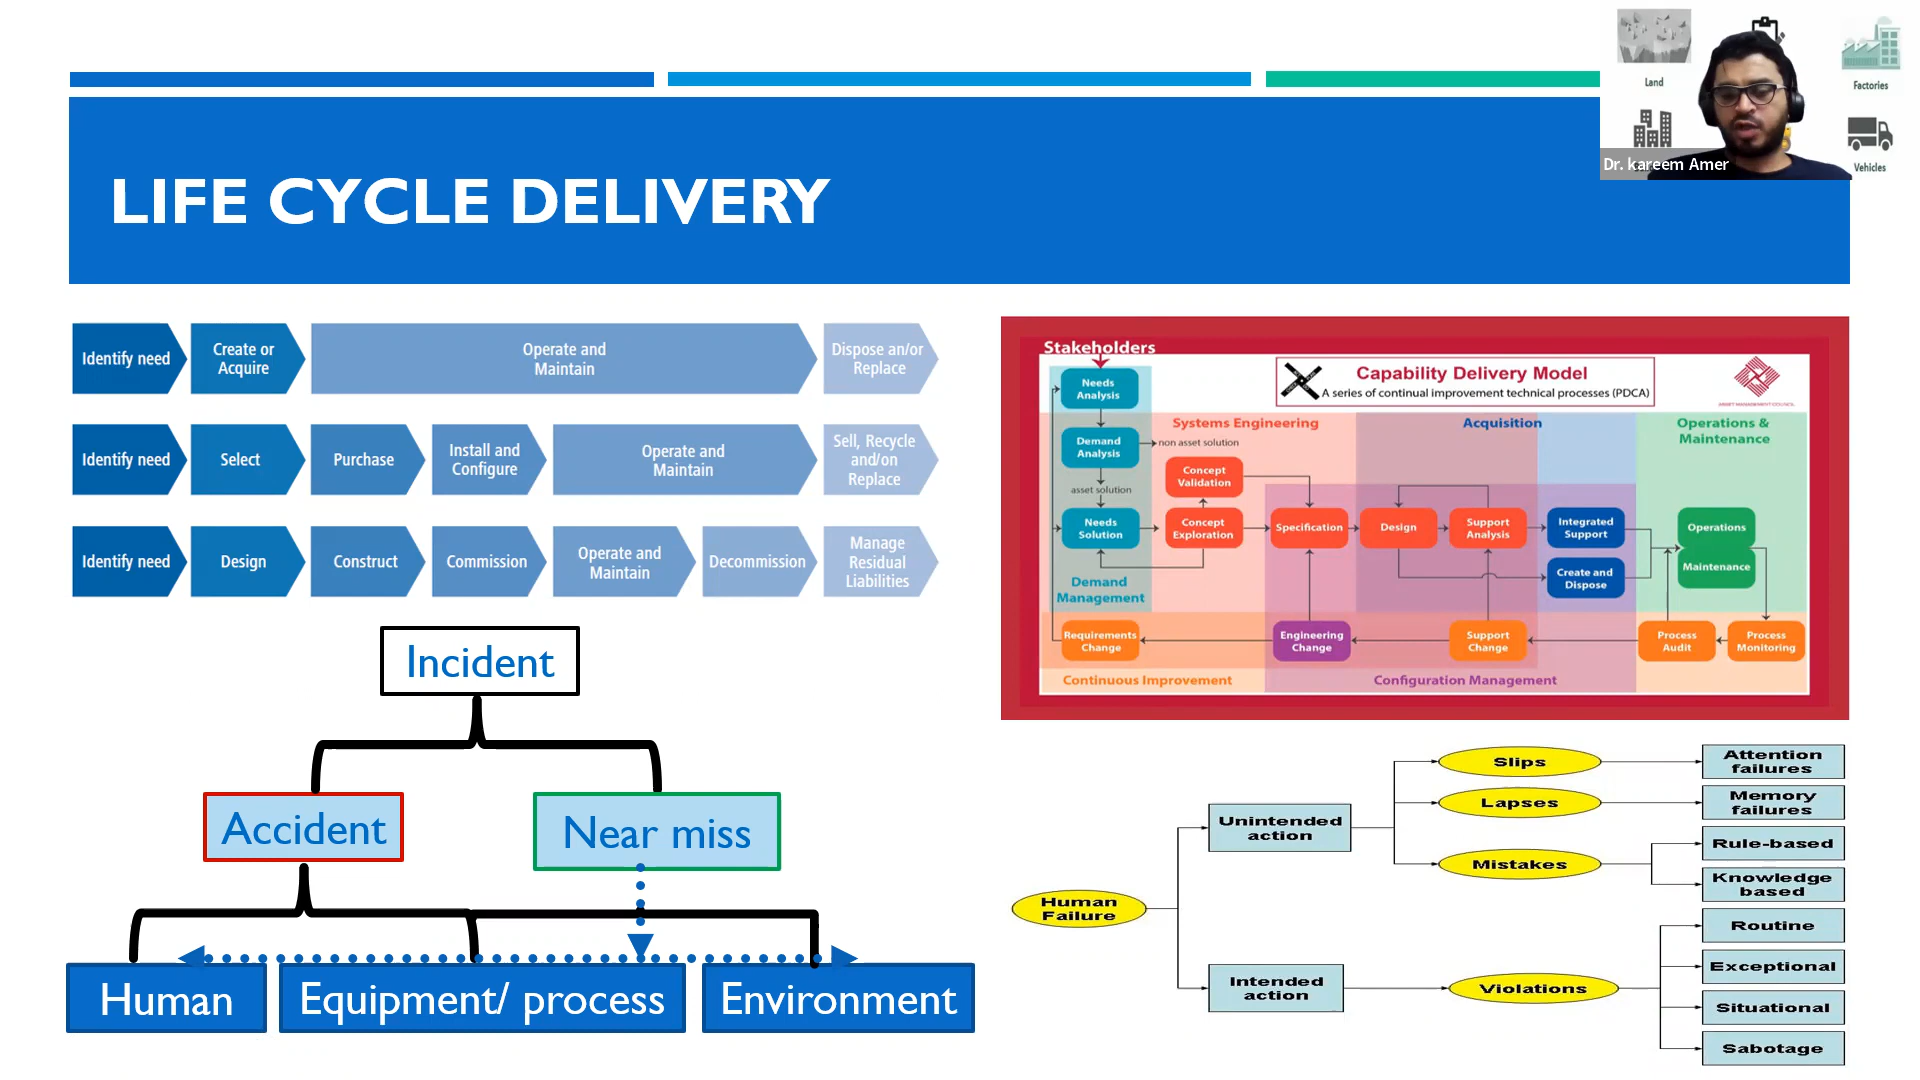 Land
Factories
Vehicles
Dr. kareem Amer
LIFE CYCLE DELIVERY
Identify need
Create or
Acquire
Operate and
Maintain
Dispose an/or
Replace
Identify need
Select
Purchase
Install and
Configure
Operate and
Maintain
Sell, Recycle
and/on
Replace
Identify need
Design
Construct
Commission
Operate and
Maintain
Decommission
Manage
Residual
Liabilities
Incident
Accident
Near miss
Human
Equipment/ process
Environment
Stakeholders
Capability Delivery Model
A series of continual improvement technical processes (PDCA)
ASSET MANAGEMENT COUNCIL
Needs
Analysis
Systems Engineering
Acquisition
Operations &
Maintenance
Demand
Analysis
non asset solution
asset solution
Concept
Validation
Needs
Solution
Concept
Exploration
Specification
Design
Support
Analysis
Integrated
Support
Create and
Dispose
Operations
Maintenance
Demand
Management
Requirements
Change
Engineering
Change
Support
Change
Process
Audit
Process
Monitoring
Continuous Improvement
Configuration Management
Human
Failure
Unintended
action
Intended
action
Slips
Lapses
Mistakes
Violations
Attention
failures
Memory
failures
Rule-based
Knowledge
based
Routine
Exceptional
Situational
Sabotage